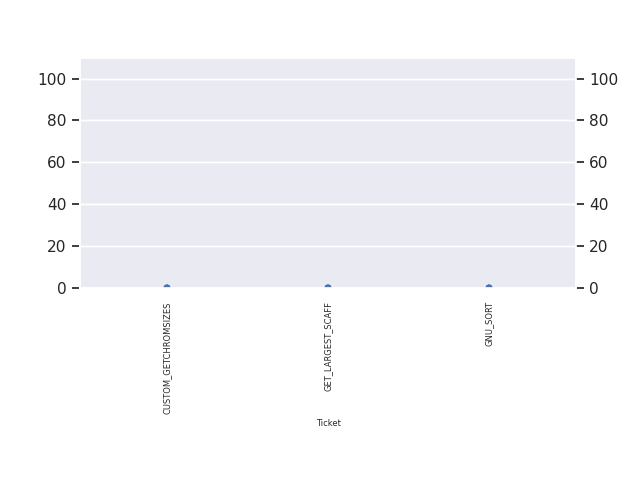 100 100
80 80
60 60
40 40
20 20
0 0
CUSTOM_GETCHROMSIZES
GET_LARGEST_SCAFF
GNU_SORT
Ticket